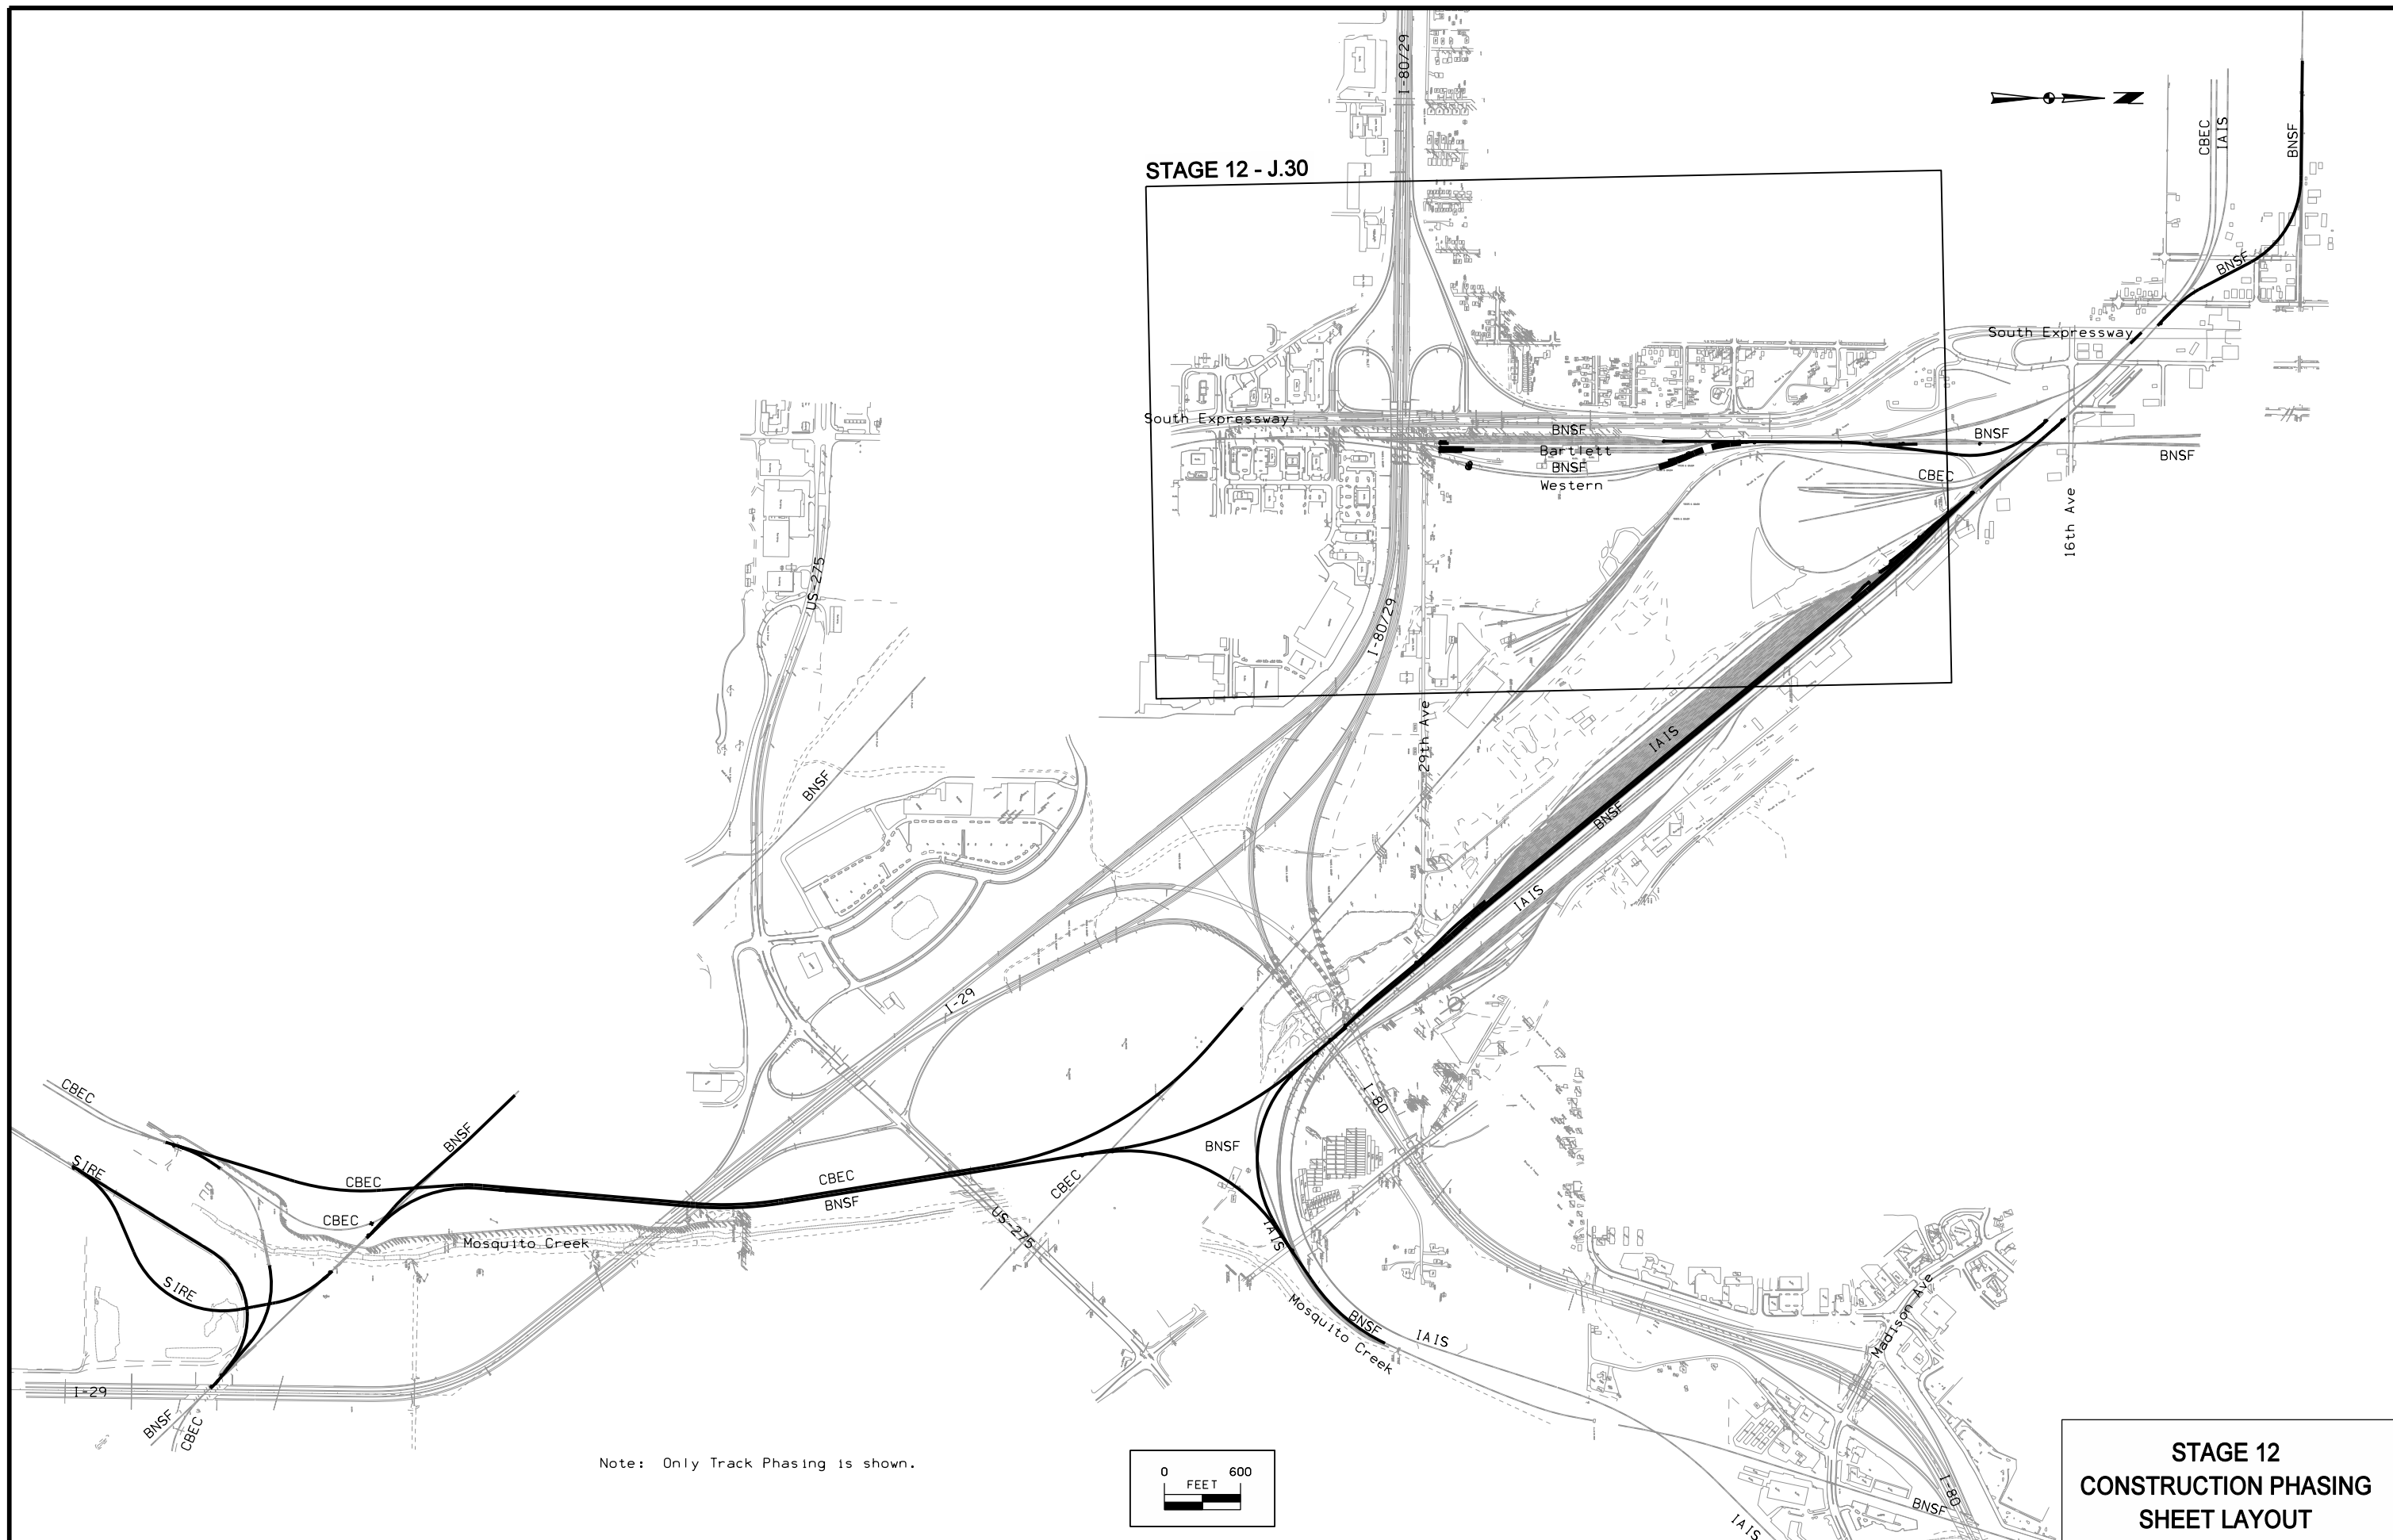 I-80/29
N
CBEC
IAIS
BNSF
STAGE 12 - J.30
BNSF
South Expressway
South Expressway
BNSF
Bartlett
BNSF
Western
BNSF
BNSF
CBEC
16th Ave
US-275
I-80/29
29th Ave
IAIS
BNSF
BNSF
IAIS
I-29
I-80
CBEC
BNSF
SIRE
CBEC
CBEC
BNSF
CBEC
BNSF
CBEC
US-275
IAIS
Mosquito Creek
SIRE
Mosquito Creek
BNSF
IAIS
Madison Ave
I-29
BNSF
CBEC
Note: Only Track Phasing is shown.
0 600
FEET
I-80
BNSF
IAIS
STAGE 12
CONSTRUCTION PHASING
SHEET LAYOUT